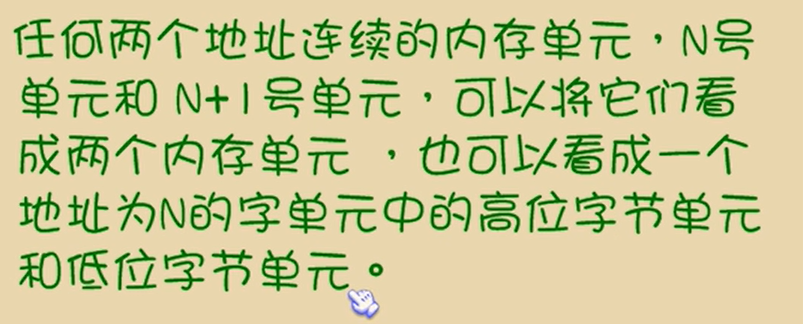 任何两个地址连续的内存单元，N号
单元和 N+1号单元，可以将它们看
成两个内存单元 ，也可以看成一个
地址为N的字单元中的高位字节单元
和低位字节单元。